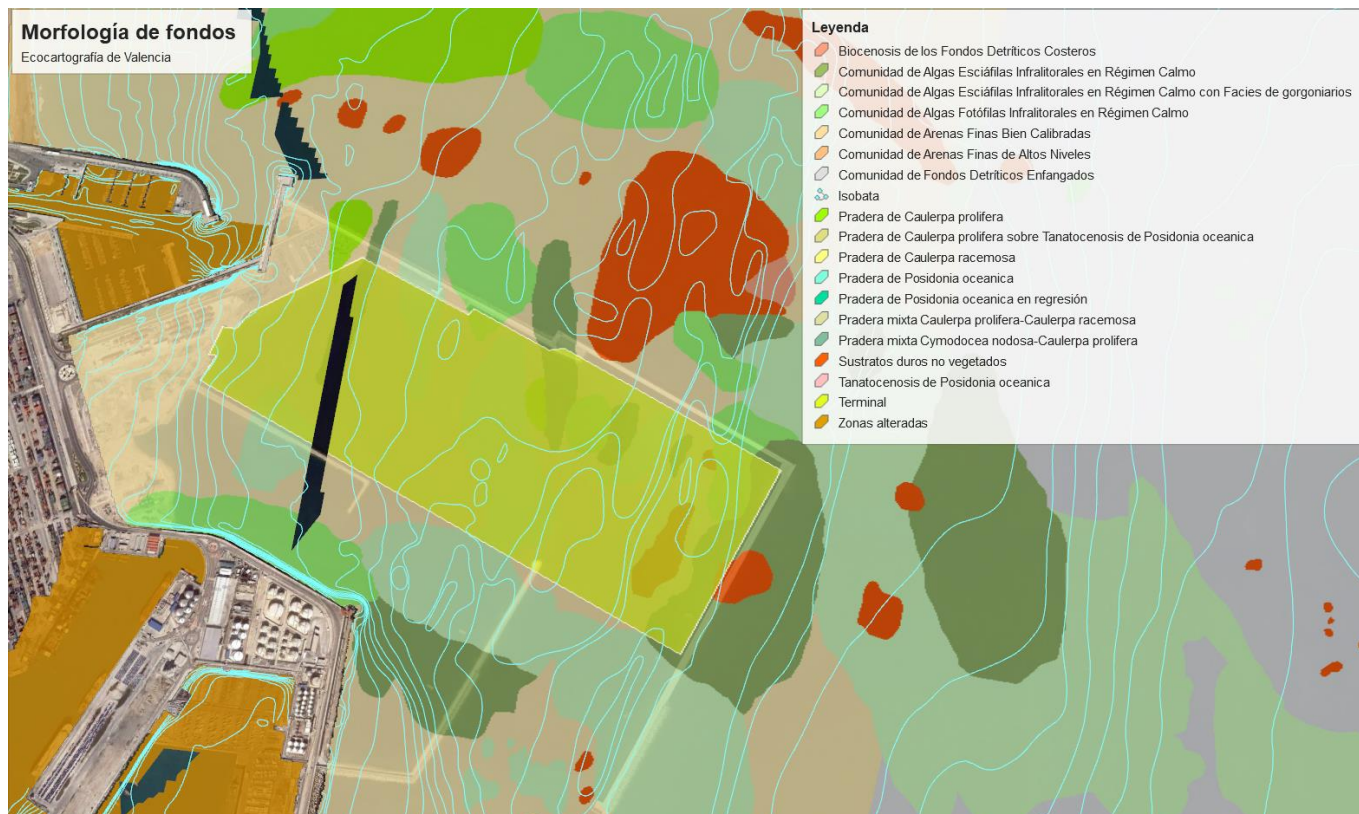 Morfología de fondos
Ecocartografía de Valencia
Leyenda
Biocenosis de los Fondos Detríticos Costeros
Comunidad de Algas Esciáfilas Infralitorales en Régimen Calmo
Comunidad de Algas Esciáfilas Infralitorales en Régimen Calmo con Facies de gorgoniarios
Comunidad de Algas Fotófilas Infralitorales en Régimen Calmo
Comunidad de Arenas Finas Bien Calibradas
Comunidad de Arenas Finas de Altos Niveles
Comunidad de Fondos Detríticos Enfangados
Isobata
Pradera de Caulerpa prolifera
Pradera de Caulerpa prolifera sobre Tanatocenosis de Posidonia oceanica
Pradera de Caulerpa racemosa
Pradera de Posidonia oceanica
Pradera de Posidonia oceanica en regresión
Pradera mixta Caulerpa prolifera-Caulerpa racemosa
Pradera mixta Cymodocea nodosa-Caulerpa prolifera
Sustratos duros no vegetados
Tanatocenosis de Posidonia oceanica
Terminal
Zonas alteradas